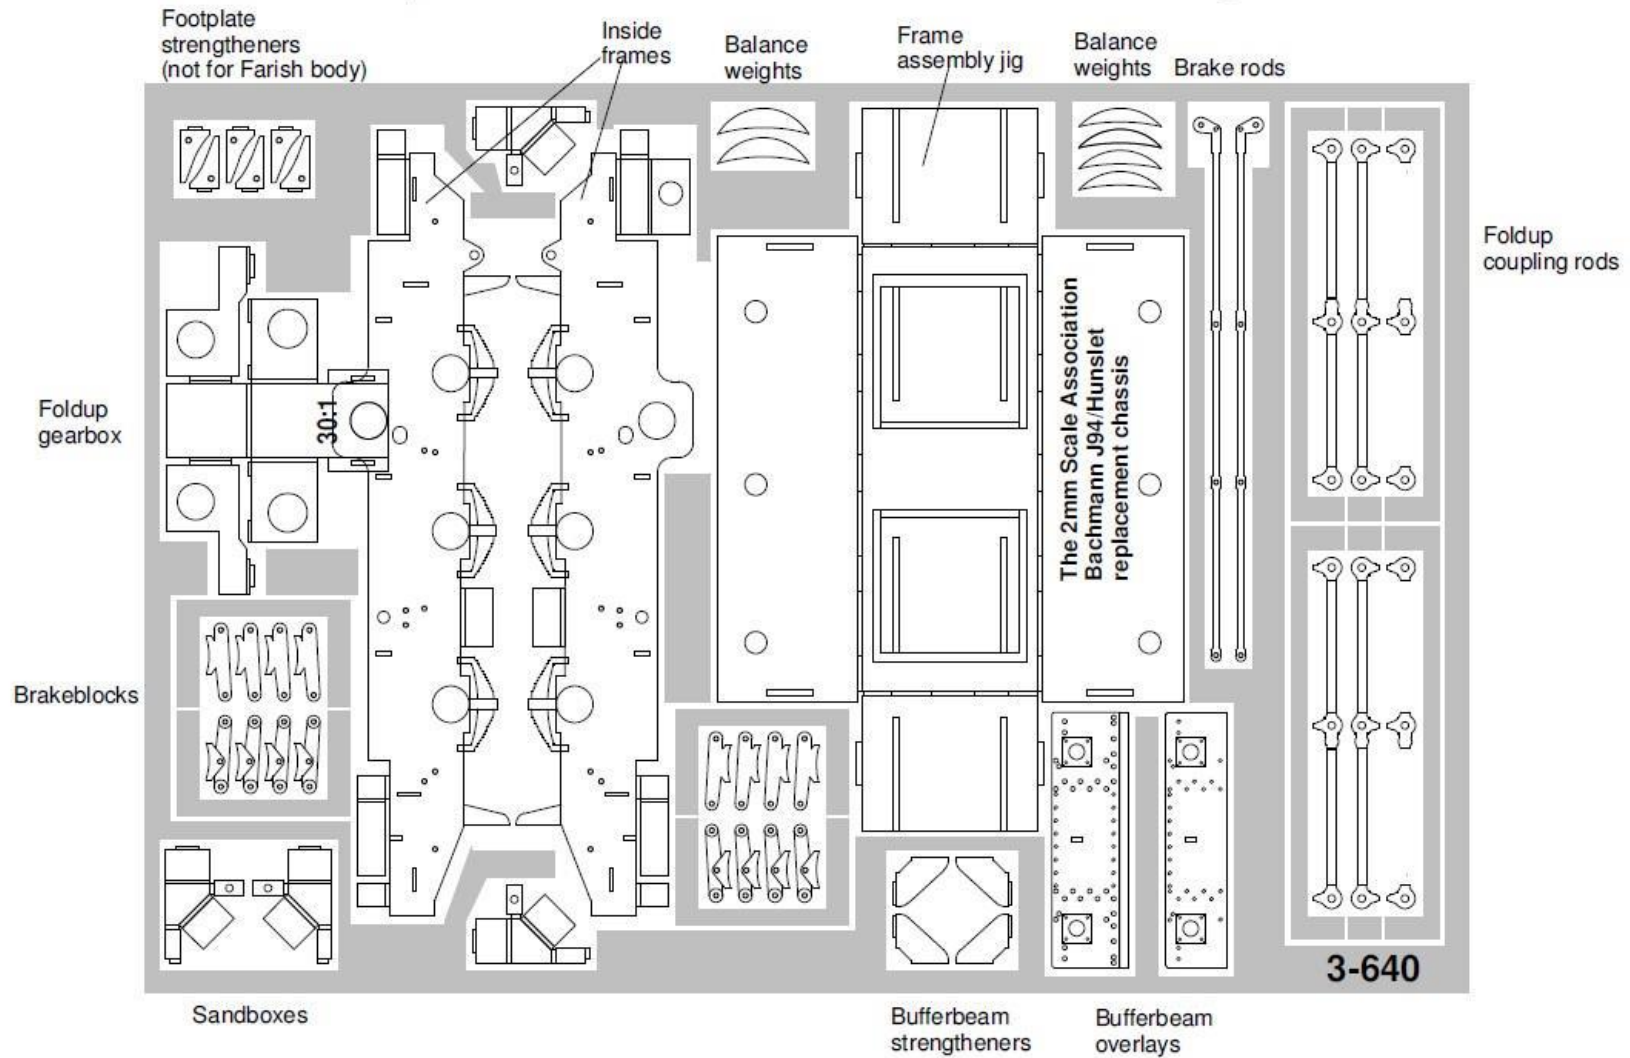 Footplate
strengtheners
(not for Farish body)
Inside
frames
Balance
weights
Frame
assembly jig
Balance
weights
Brake rods
Foldup
coupling rods
Foldup
gearbox
30:1
The 2mm Scale Association
Bachmann J94/Hunslet
replacement chassis
Brakeblocks
Sandboxes
Bufferbeam
strengtheners
Bufferbeam
overlays
3-640